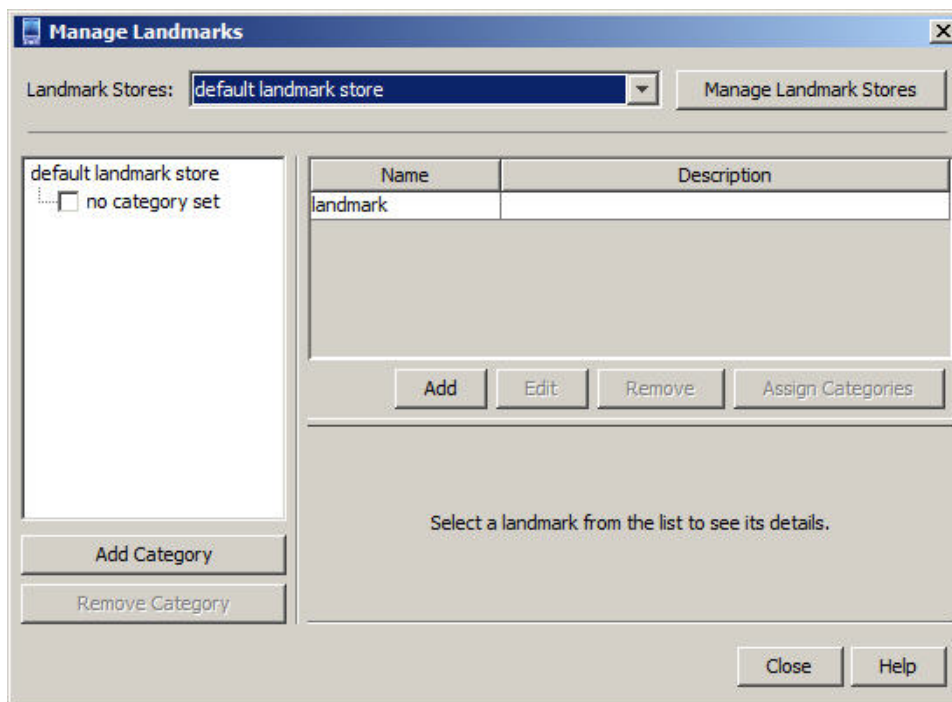 Manage Landmarks
Landmark Stores: default landmark store Manage Landmark Stores
default landmark store
no category set
Name Description
landmark
Add Edit Remove Assign Categories
Select a landmark from the list to see its details.
Add Category
Remove Category
Close Help